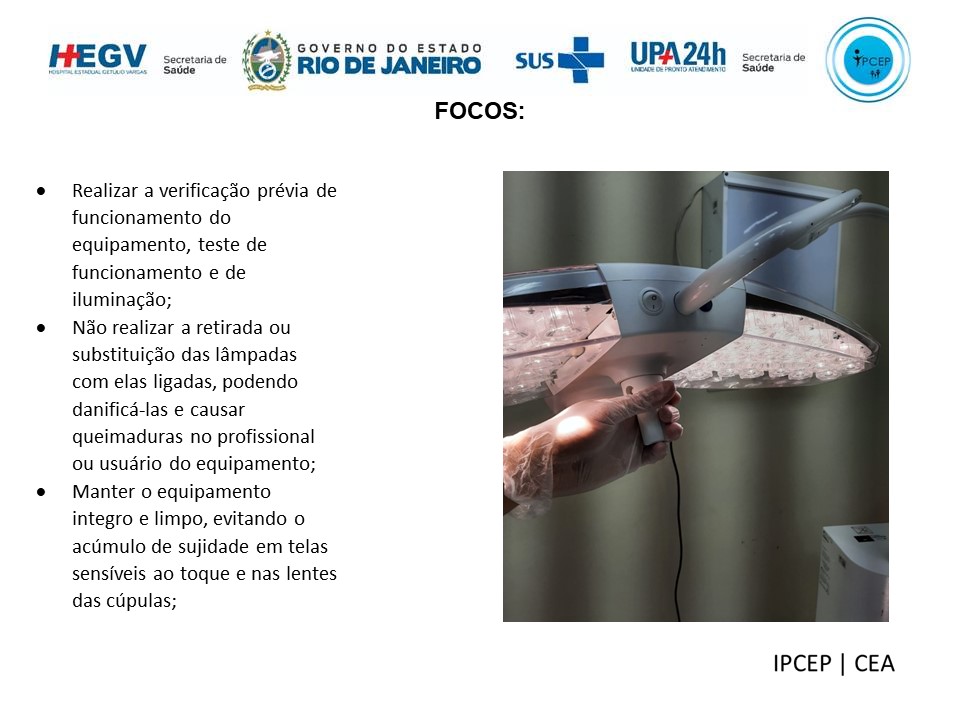 HEGV
HOSPITAL ESTADUAL GETULIO VARGAS
Secretaria de
Saúde
GOVERNO DO ESTADO
RIO DE JANEIRO
SUS
UPA24h
UNIDADE DE PRONTO ATENDIMENTO
Secretaria de
Saúde
IPCEP
FOCOS:
• Realizar a verificação prévia de
funcionamento do
equipamento, teste de
funcionamento e de
iluminação;
• Não realizar a retirada ou
substituição das lâmpadas
com elas ligadas, podendo
danificá-las e causar
queimaduras no profissional
ou usuário do equipamento;
• Manter o equipamento
integro e limpo, evitando o
acúmulo de sujidade em telas
sensíveis ao toque e nas lentes
das cúpulas;
IPCEP | CEA